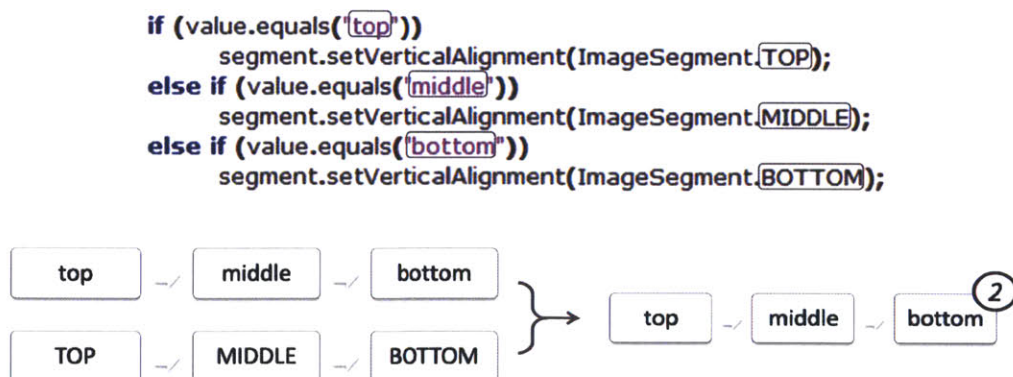 if (value.equals("top"))
segment.setVerticalAlignment(ImageSegment.TOP);
else if (value.equals("middle"))
segment.setVerticalAlignment(ImageSegment.MIDDLE);
else if (value.equals("bottom"))
segment.setVerticalAlignment(ImageSegment.BOTTOM);
top middle bottom
TOP MIDDLE BOTTOM
top middle bottom 2